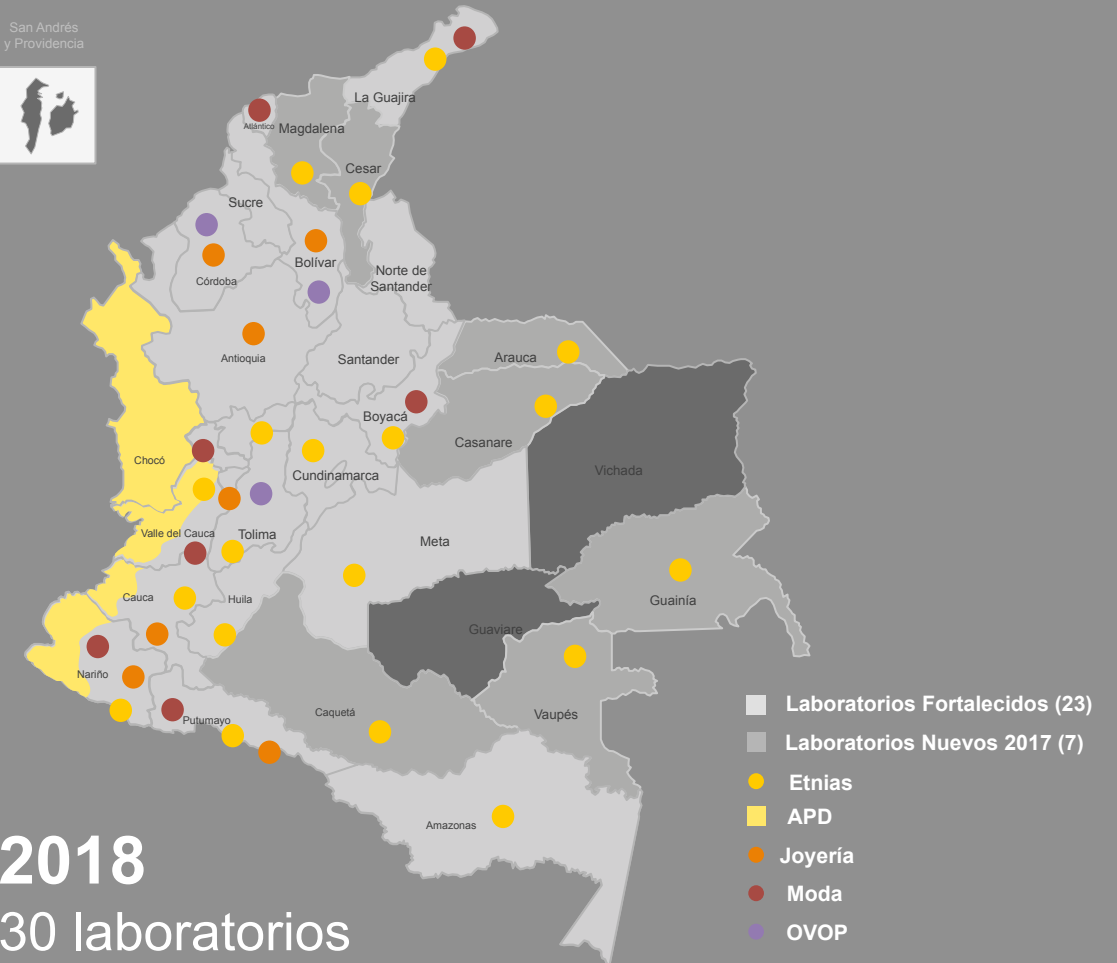 San Andrés
y Providencia
La Guajira
Atlántico
Magdalena
Cesar
Sucre
Bolívar
Córdoba
Norte de
Santander
Antioquia
Santander
Arauca
Boyacá
Casanare
Chocó
Cundinamarca
Vichada
Valle del Cauca
Tolima
Meta
Cauca
Huila
Guainía
Guaviare
Nariño
Putumayo
Caquetá
Vaupés
Amazonas
Laboratorios Fortalecidos (23)
Laboratorios Nuevos 2017 (7)
Etnias
APD
Joyería
Moda
OVOP
2018
30 laboratorios